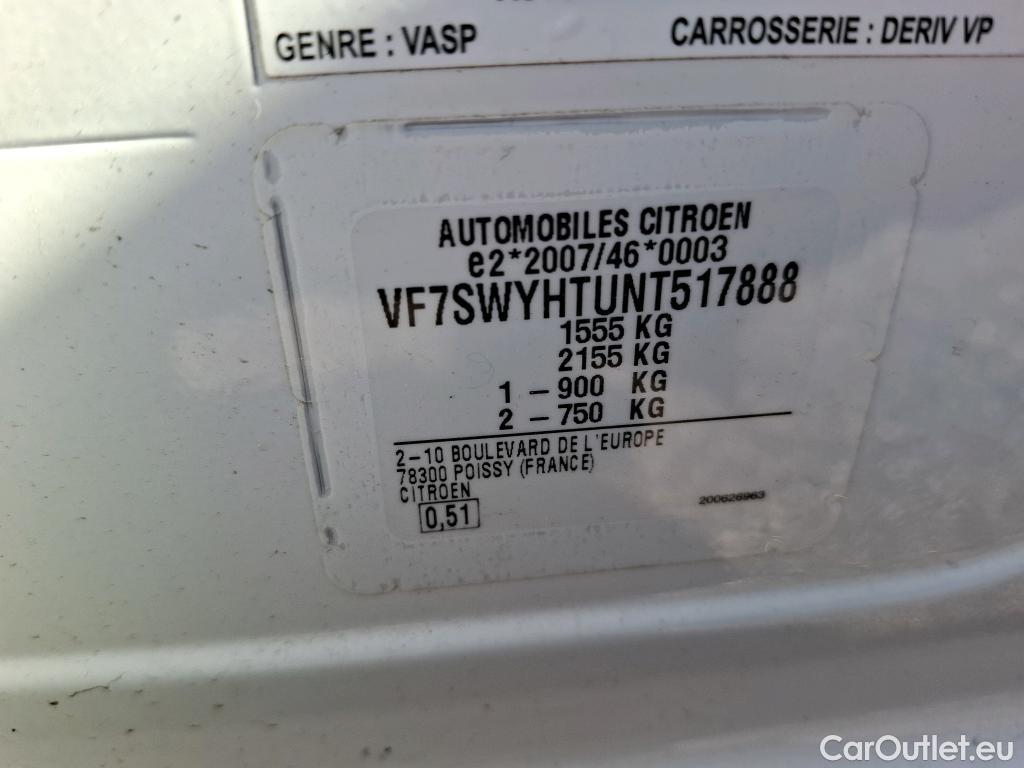 GENRE : VASP
CARROSSERIE : DERIV VP
AUTOMOBILES CITROEN
e2*2007/46*0003
VF7SWYHTUNT517888
1555 KG
2155 KG
1 – 900 KG
2 – 750 KG
2–10 BOULEVARD DE L'EUROPE
78300 POISSY (FRANCE)
CITROEN
0,51
200626963
CarOutlet.eu